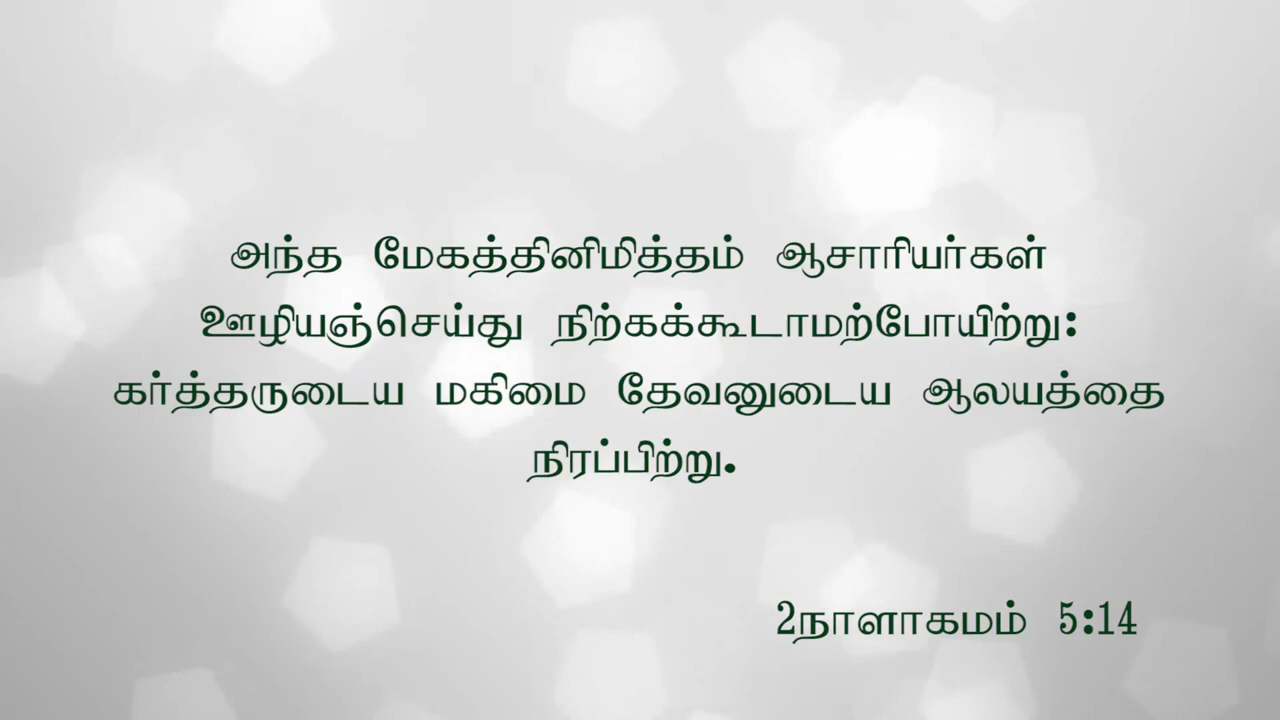 அந்த மேகத்தினிமித்தம் ஆசாரியர்கள்
ஊழியஞ்செய்து நிற்கக்கூடாமற்போயிற்று:
கர்த்தருடைய மகிமை தேவனுடைய ஆலயத்தை
நிரப்பிற்று.
2நாளாகமம் 5:14